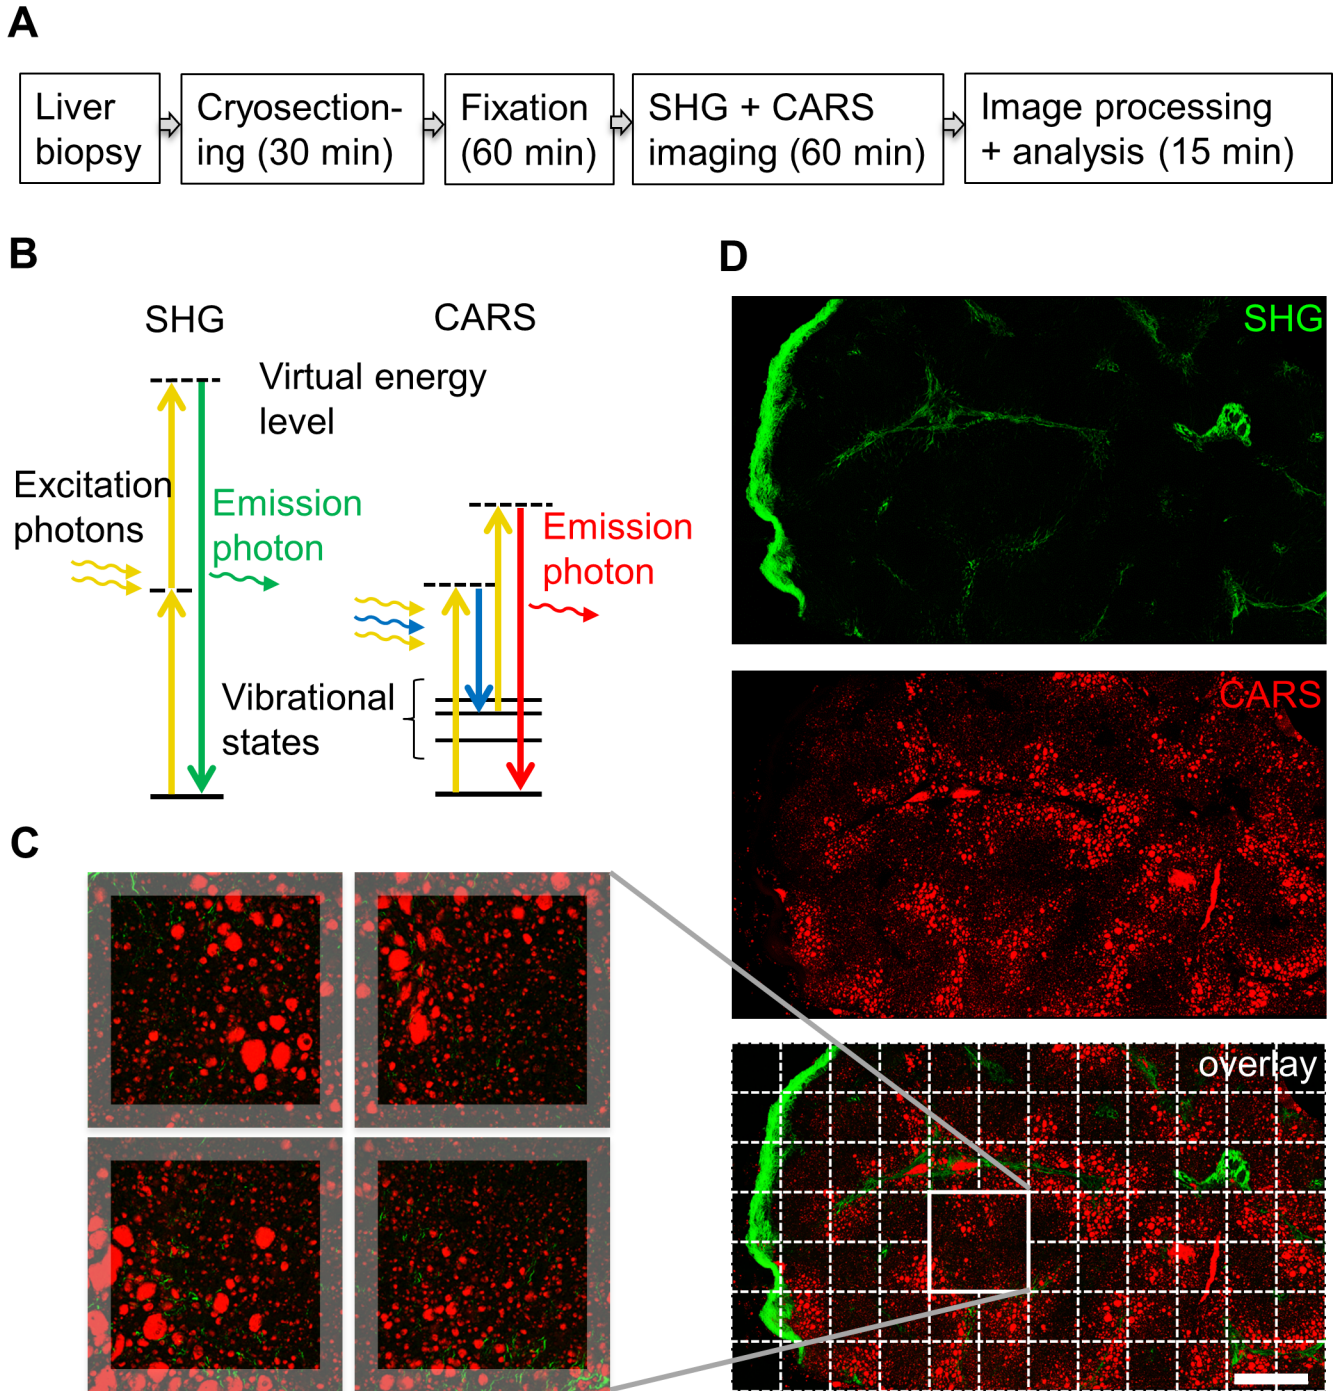 A
Liver
biopsy
Cryosection-
ing (30 min)
Fixation
(60 min)
SHG + CARS
imaging (60 min)
Image processing
+ analysis (15 min)
B
SHG
CARS
Virtual energy
level
Excitation
photons
Emission
photon
Emission
photon
Vibrational
states
C
D
SHG
CARS
overlay